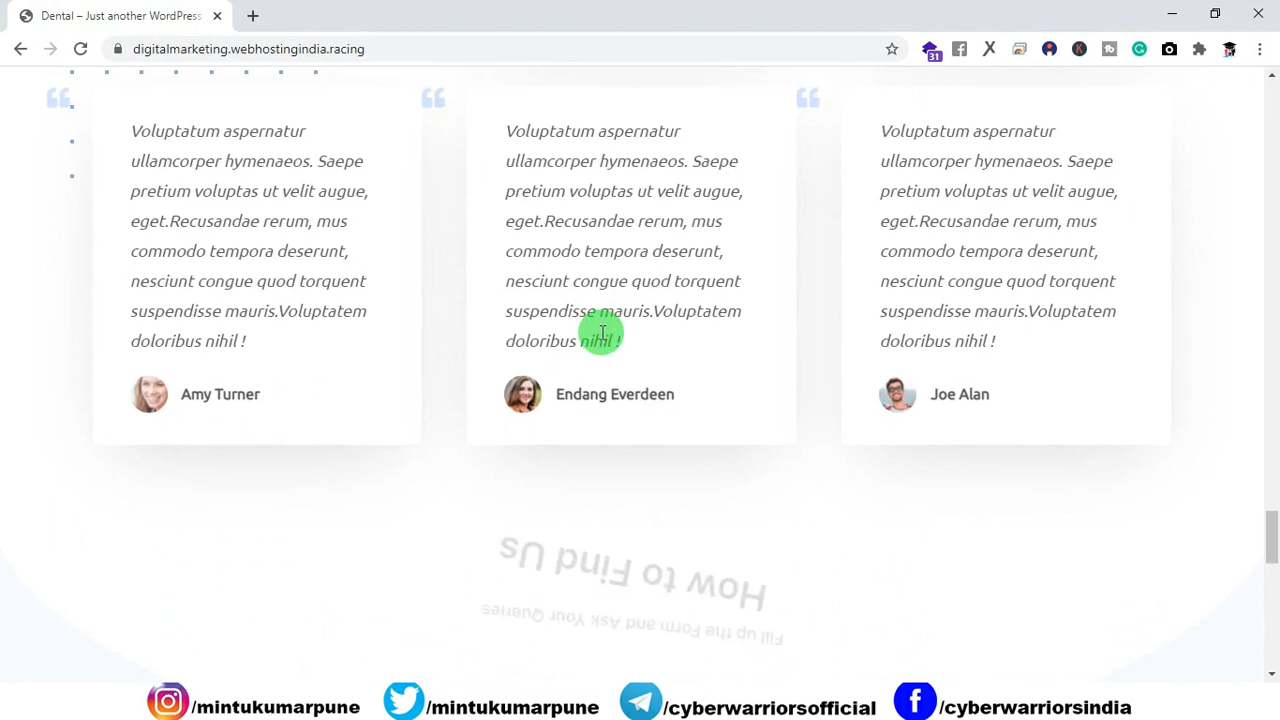 Dental – Just another WordPress
digitalmarketing.webhostingindia.racing
31
Voluptatum aspernatur
ullamcorper hymenaeos. Saepe
pretium voluptas ut velit augue,
eget.Recusandae rerum, mus
commodo tempora deserunt,
nesciunt congue quod torquent
suspendisse mauris.Voluptatem
doloribus nihil !
Amy Turner
Voluptatum aspernatur
ullamcorper hymenaeos. Saepe
pretium voluptas ut velit augue,
eget.Recusandae rerum, mus
commodo tempora deserunt,
nesciunt congue quod torquent
suspendisse mauris.Voluptatem
doloribus nihil !
Endang Everdeen
Voluptatum aspernatur
ullamcorper hymenaeos. Saepe
pretium voluptas ut velit augue,
eget.Recusandae rerum, mus
commodo tempora deserunt,
nesciunt congue quod torquent
suspendisse mauris.Voluptatem
doloribus nihil !
Joe Alan
How to Find Us
Fill up the Form and Ask Your Queries
/mintukumarpune
/mintukumarpune
/cyberwarriorsofficial
/cyberwarriorsindia